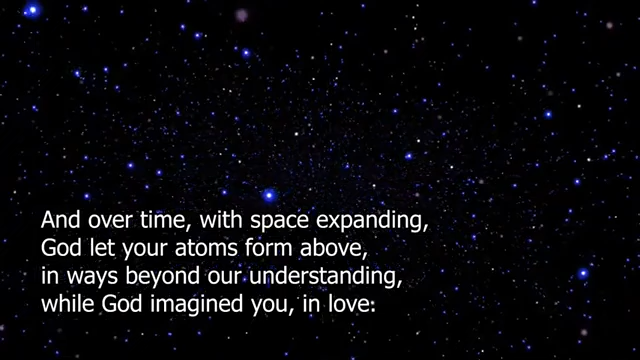 And over time, with space expanding,
God let your atoms form above,
in ways beyond our understanding,
while God imagined you, in love: